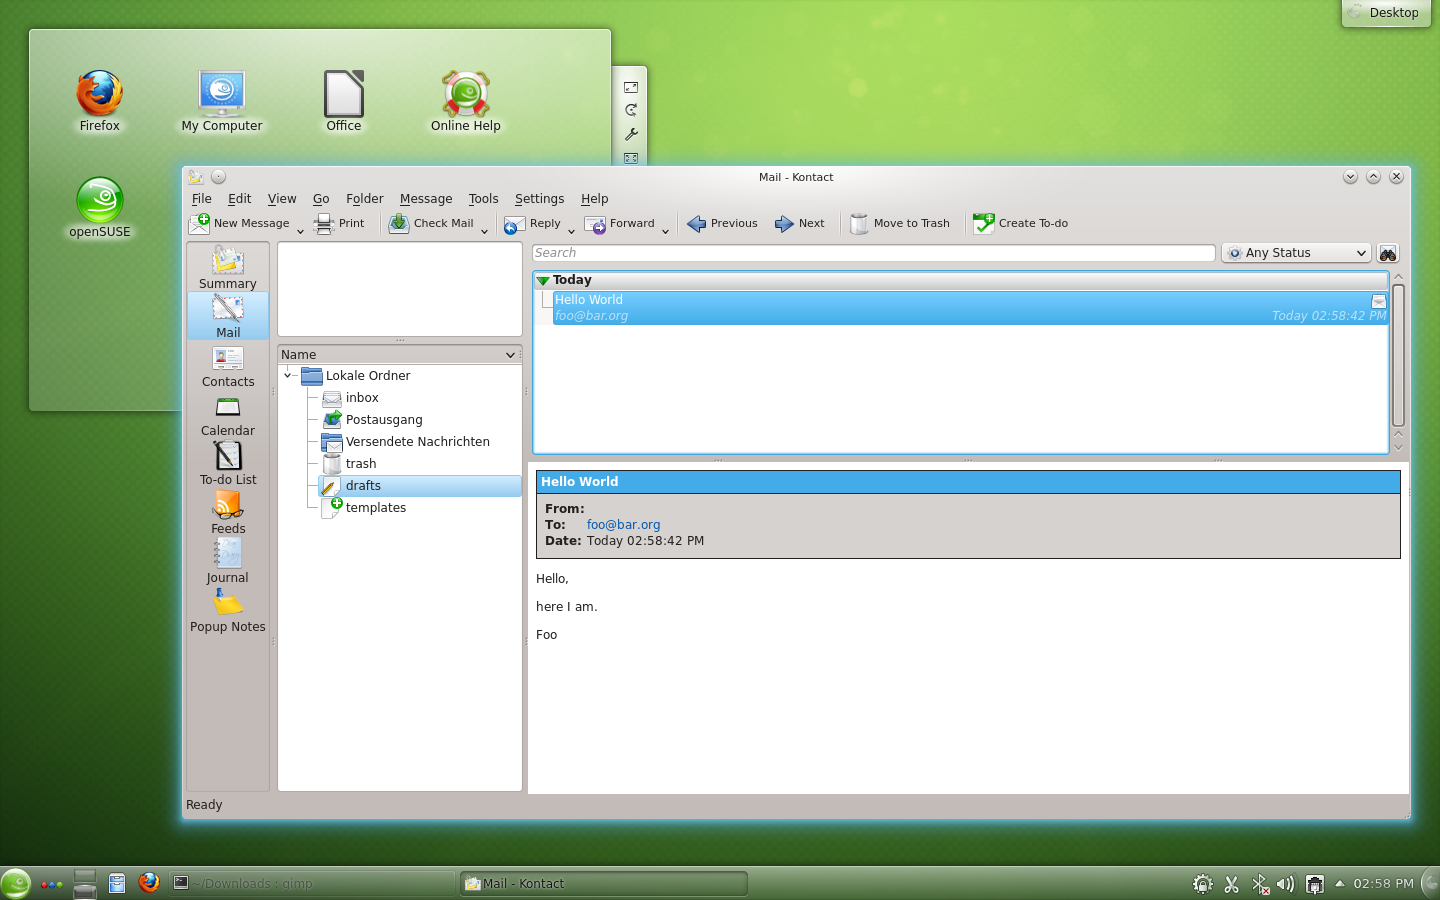 Desktop
Firefox
My Computer
Office
Online Help
openSUSE
Mail - Kontact
File Edit View Go Folder Message Tools Settings Help
New Message Print Check Mail Reply Forward Previous Next Move to Trash Create To-do
Summary
Mail
Contacts
Calendar
To-do List
Feeds
Journal
Popup Notes
Name
Lokale Ordner
inbox
Postausgang
Versendete Nachrichten
trash
drafts
templates
Search Any Status
Today
Hello World
foo@bar.org Today 02:58:42 PM
Hello World
From:
To: foo@bar.org
Date: Today 02:58:42 PM
Hello,
here I am.
Foo
Ready
~/Downloads : gimp
Mail - Kontact
02:58 PM